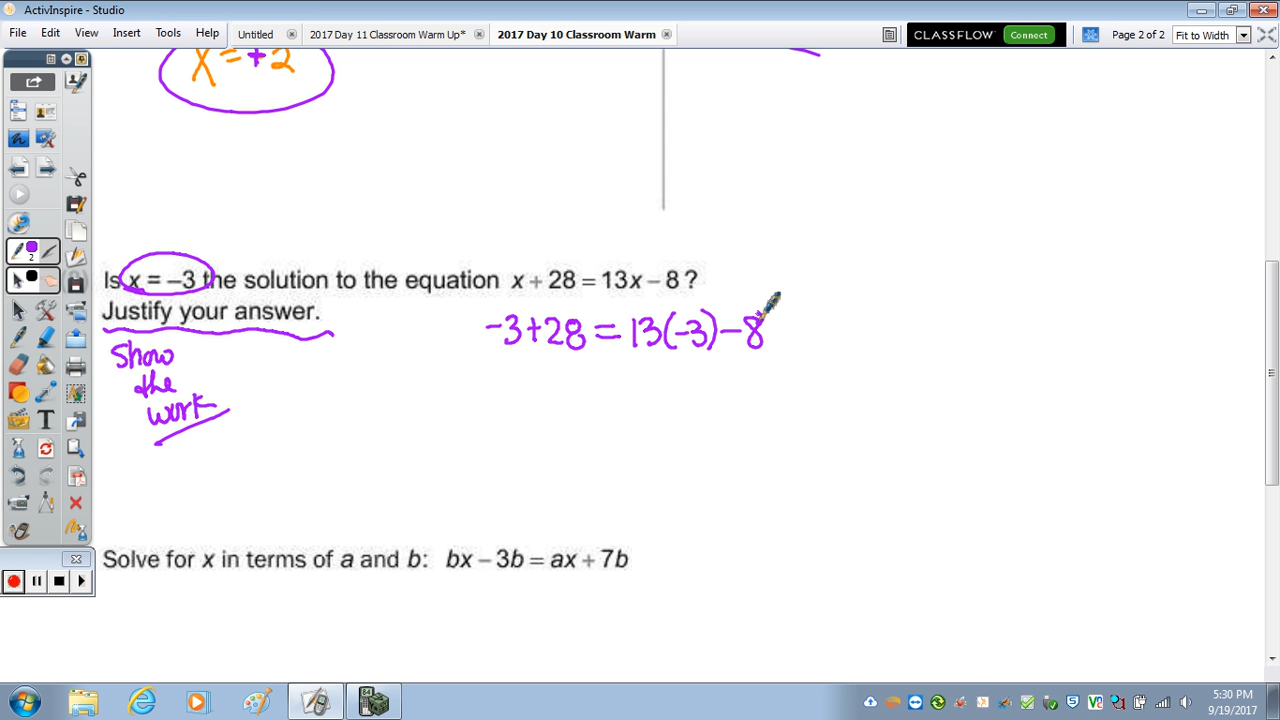 ActivInspire - Studio
File Edit View Insert Tools Help Untitled 2017 Day 11 Classroom Warm Up* 2017 Day 10 Classroom Warm CLASSFLOW Connect Page 2 of 2 Fit to Width
x = +2
Is x = –3 the solution to the equation x + 28 = 13x – 8 ?
Justify your answer.
-3+28 = 13(-3)-8
Show
the
work
2
Solve for x in terms of a and b: bx – 3b = ax + 7b
84
5:30 PM
9/19/2017